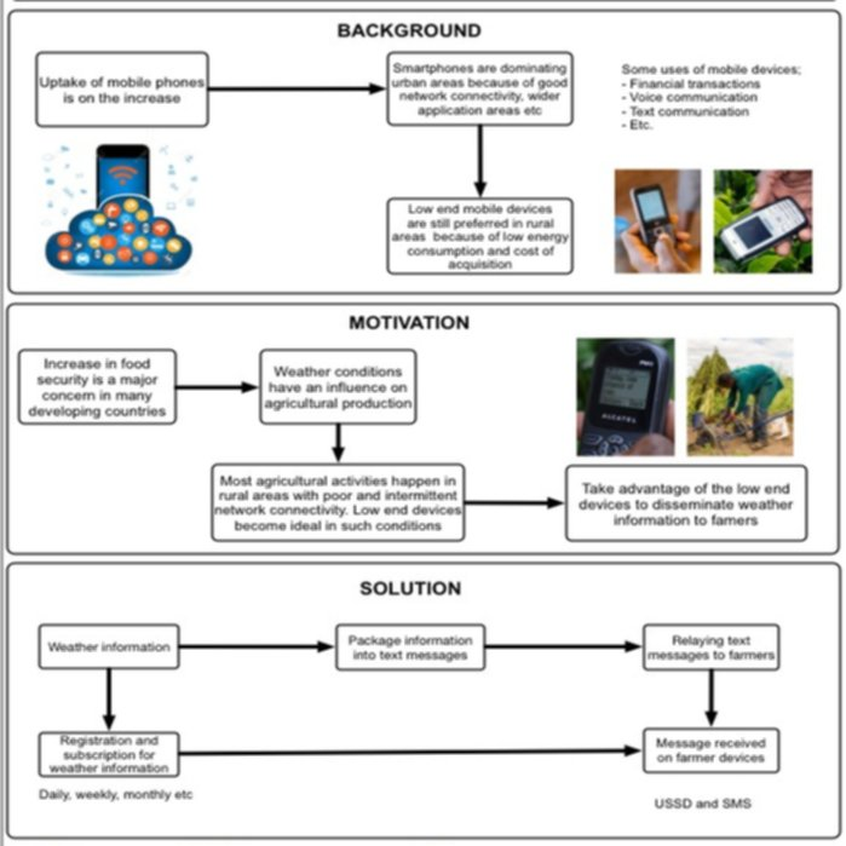 BACKGROUND
Uptake of mobile phones
is on the increase
Smartphones are dominating
urban areas because of good
network connectivity, wider
application areas etc
Some uses of mobile devices;
- Financial transactions
- Voice communication
- Text communication
- Etc.
Low end mobile devices
are still preferred in rural
areas because of low energy
consumption and cost of
acquisition
MOTIVATION
Increase in food
security is a major
concern in many
developing countries
Weather conditions
have an influence on
agricultural production
ALCATEL
Most agricultural activities happen in
rural areas with poor and intermittent
network connectivity. Low end devices
become ideal in such conditions
Take advantage of the low end
devices to disseminate weather
information to famers
SOLUTION
Weather information
Package information
into text messages
Relaying text
messages to farmers
Registration and
subscription for
weather information
Message received
on farmer devices
Daily, weekly, monthly etc
USSD and SMS